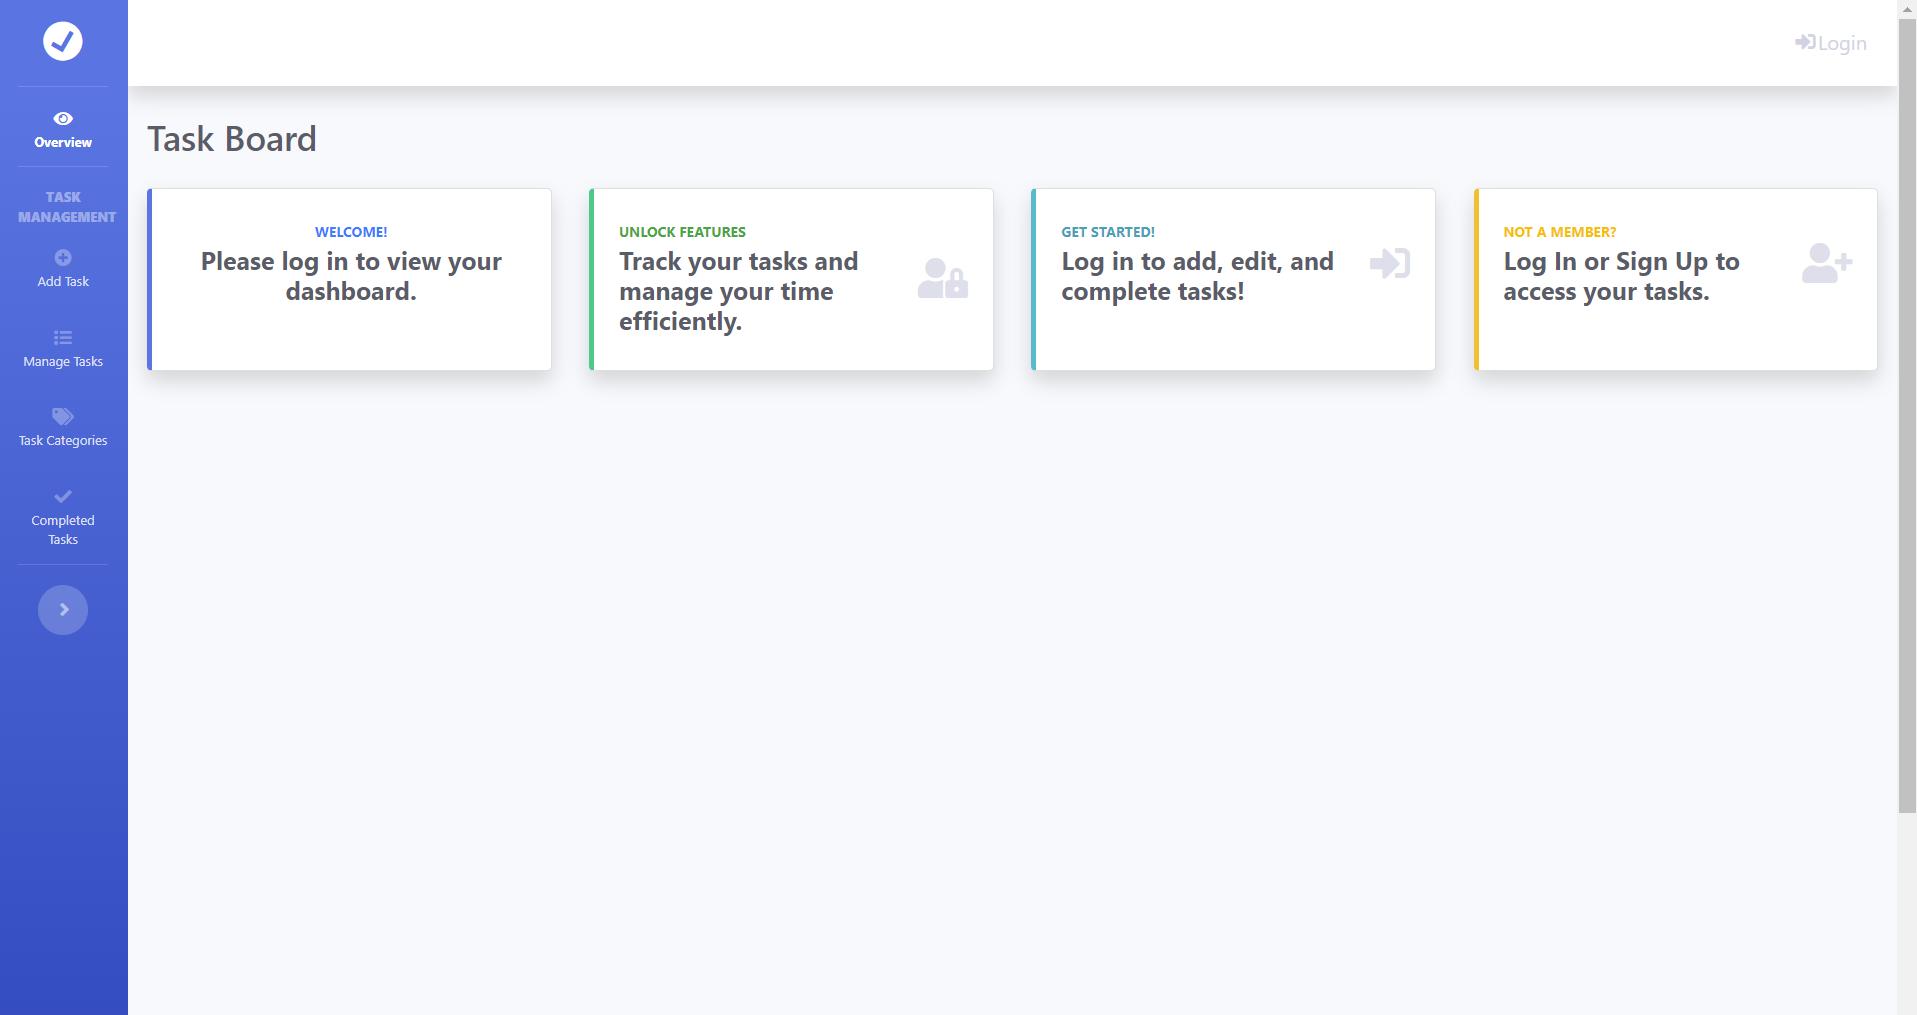 Login
Overview
TASK
MANAGEMENT
Add Task
Manage Tasks
Task Categories
Completed
Tasks
Task Board
WELCOME!
Please log in to view your
dashboard.
UNLOCK FEATURES
Track your tasks and
manage your time
efficiently.
GET STARTED!
Log in to add, edit, and
complete tasks!
NOT A MEMBER?
Log In or Sign Up to
access your tasks.